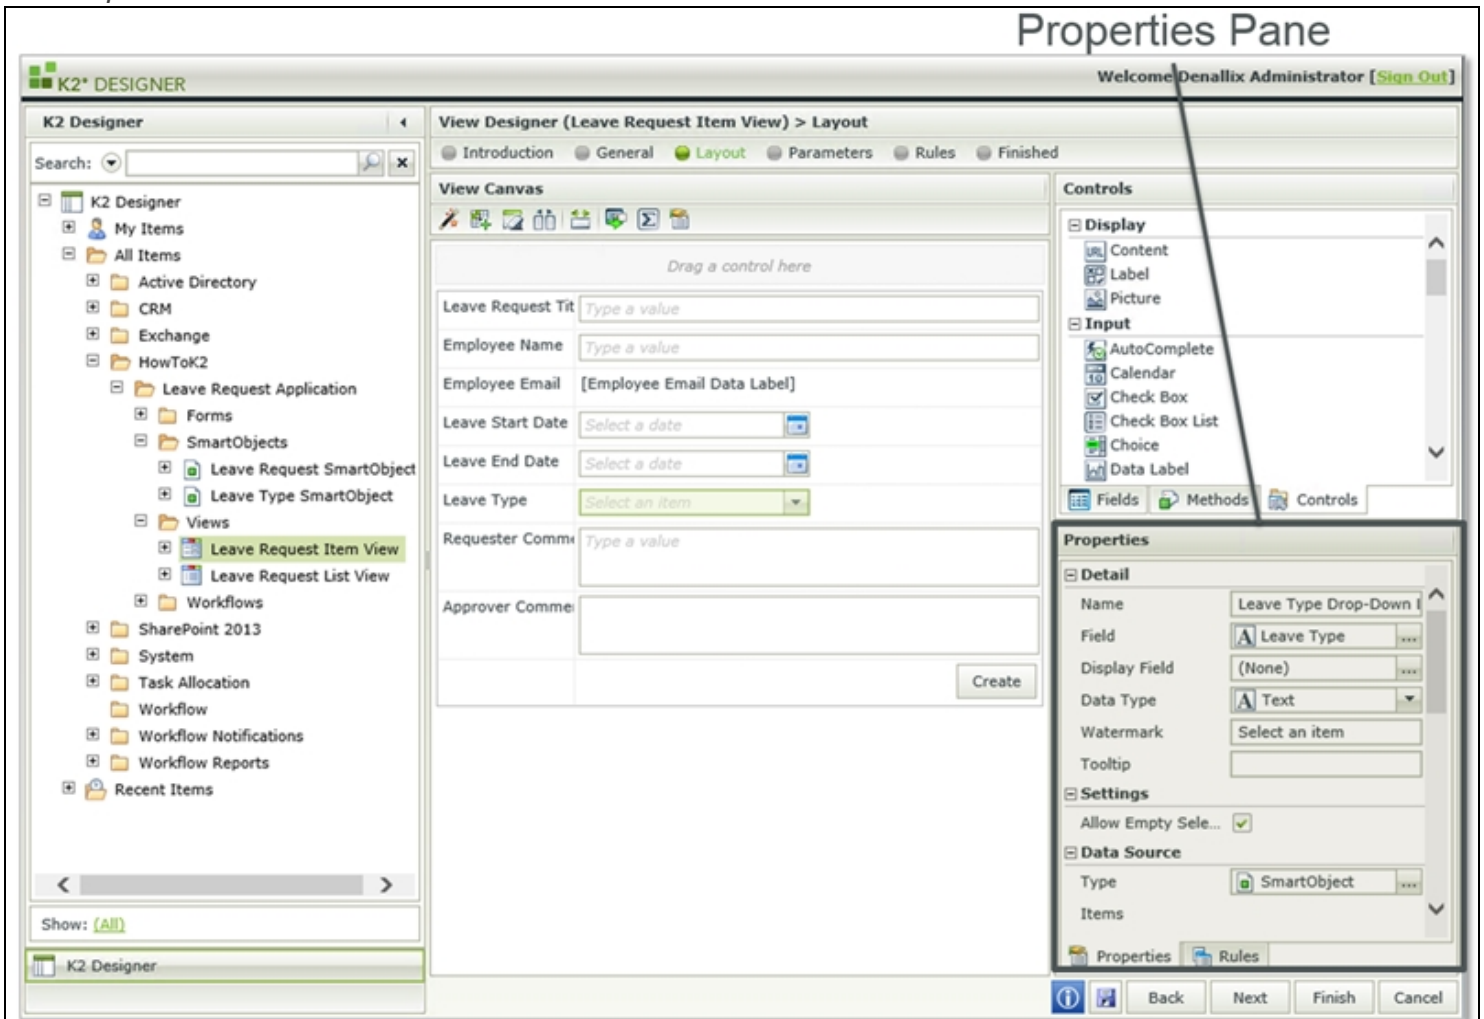 Properties Pane
K2* DESIGNER
Welcome Denallix Administrator [Sign Out]
K2 Designer
Search:
K2 Designer
My Items
All Items
Active Directory
CRM
Exchange
HowToK2
Leave Request Application
Forms
SmartObjects
Leave Request SmartObject
Leave Type SmartObject
Views
Leave Request Item View
Leave Request List View
Workflows
SharePoint 2013
System
Task Allocation
Workflow
Workflow Notifications
Workflow Reports
Recent Items
Show: (All)
K2 Designer
View Designer (Leave Request Item View) > Layout
Introduction General Layout Parameters Rules Finished
View Canvas
Drag a control here
Leave Request Tit Type a value
Employee Name Type a value
Employee Email [Employee Email Data Label]
Leave Start Date Select a date
Leave End Date Select a date
Leave Type Select an item
Requester Comme Type a value
Approver Comme
Create
Controls
Display
URL Content
Label
Picture
Input
AutoComplete
10 Calendar
Check Box
Check Box List
Choice
Data Label
Fields Methods Controls
Properties
Detail
Name Leave Type Drop-Down
Field A Leave Type ...
Display Field (None) ...
Data Type A Text
Watermark Select an item
Tooltip
Settings
Allow Empty Sele...
Data Source
Type SmartObject ...
Items
Properties Rules
Back Next Finish Cancel